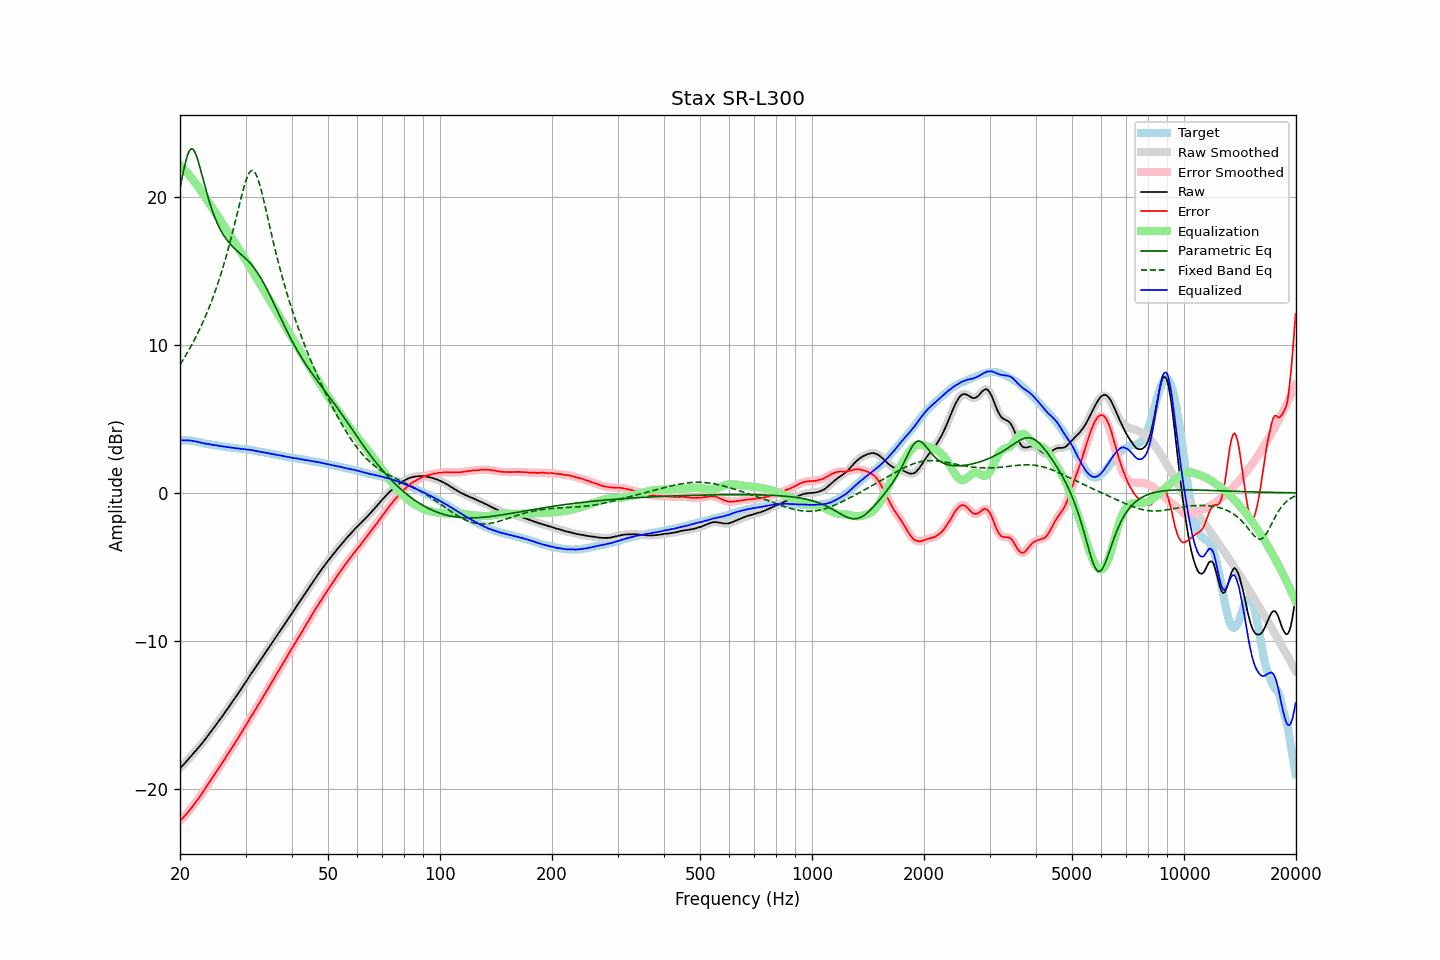 Stax SR-L300
Target
Raw Smoothed
Error Smoothed
Raw
Error
Equalization
Parametric Eq
Fixed Band Eq
Equalized
Amplitude (dBr)
20
10
0
−10
−20
20 50 100 200 500 1000 2000 5000 10000 20000
Frequency (Hz)